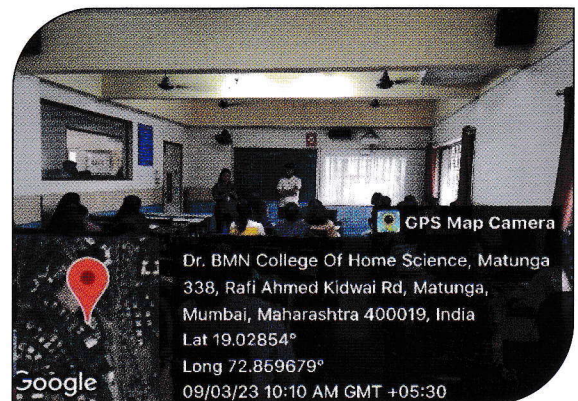 GPS Map Camera
Dr. BMN College Of Home Science, Matunga
338, Rafi Ahmed Kidwai Rd, Matunga,
Mumbai, Maharashtra 400019, India
Lat 19.02854°
Long 72.859679°
09/03/23 10:10 AM GMT +05:30
Google